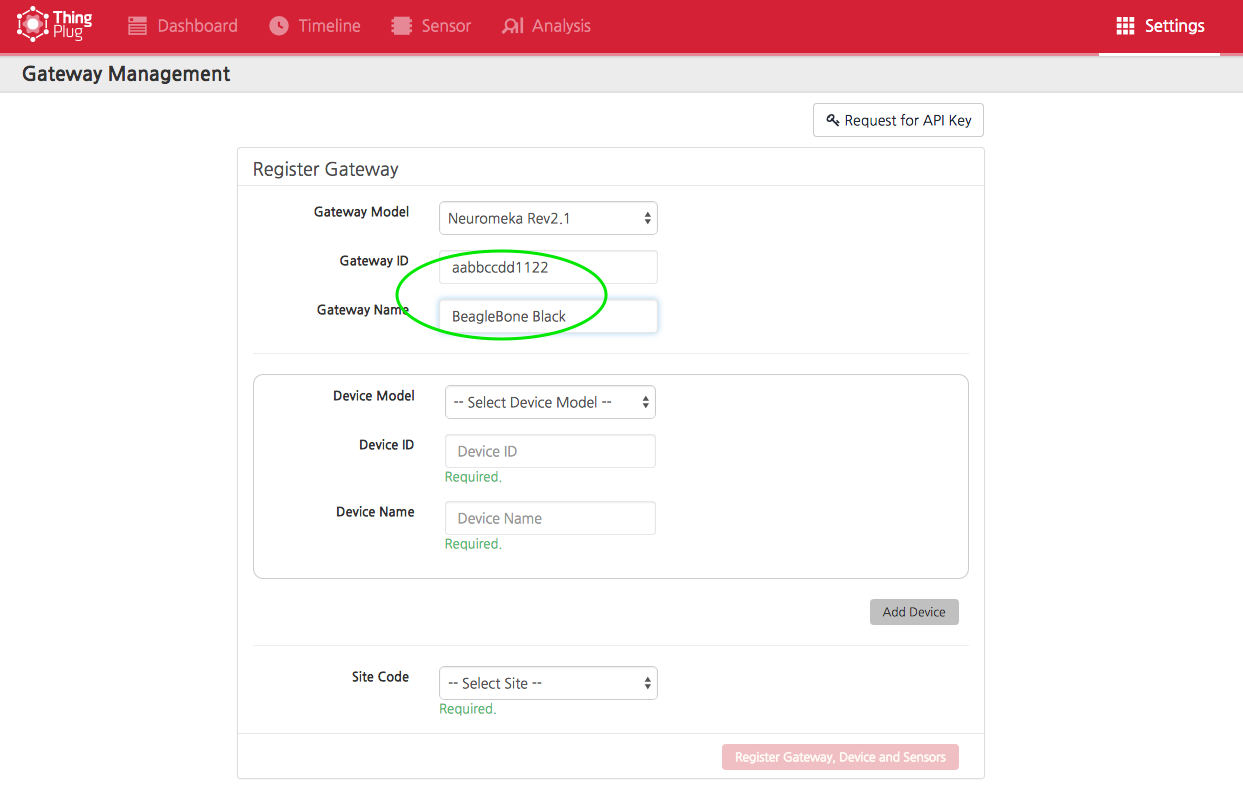 Thing
Plug
Dashboard
Timeline
Sensor
Analysis
Settings
Gateway Management
Request for API Key
Register Gateway
Gateway Model
Neuromeka Rev2.1
Gateway ID
aabbccdd1122
Gateway Name
BeagleBone Black
Device Model
-- Select Device Model --
Device ID
Device ID
Required.
Device Name
Device Name
Required.
Add Device
Site Code
-- Select Site --
Required.
Register Gateway, Device and Sensors